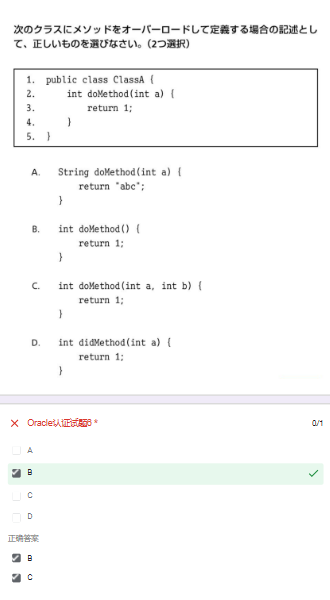 次のクラスにメソッドをオーバーロードして定義する場合の記述とし
て、正しいものを選びなさい。（2つ選択）
1. public class ClassA {
2. int doMethod(int a) {
3. return 1;
4. }
5. }
A. String doMethod(int a) {
return "abc";
}
B. int doMethod() {
return 1;
}
C. int doMethod(int a, int b) {
return 1;
}
D. int didMethod(int a) {
return 1;
}
Oracle认证试题6 * 0/1
A
B
C
D
正确答案
B
C